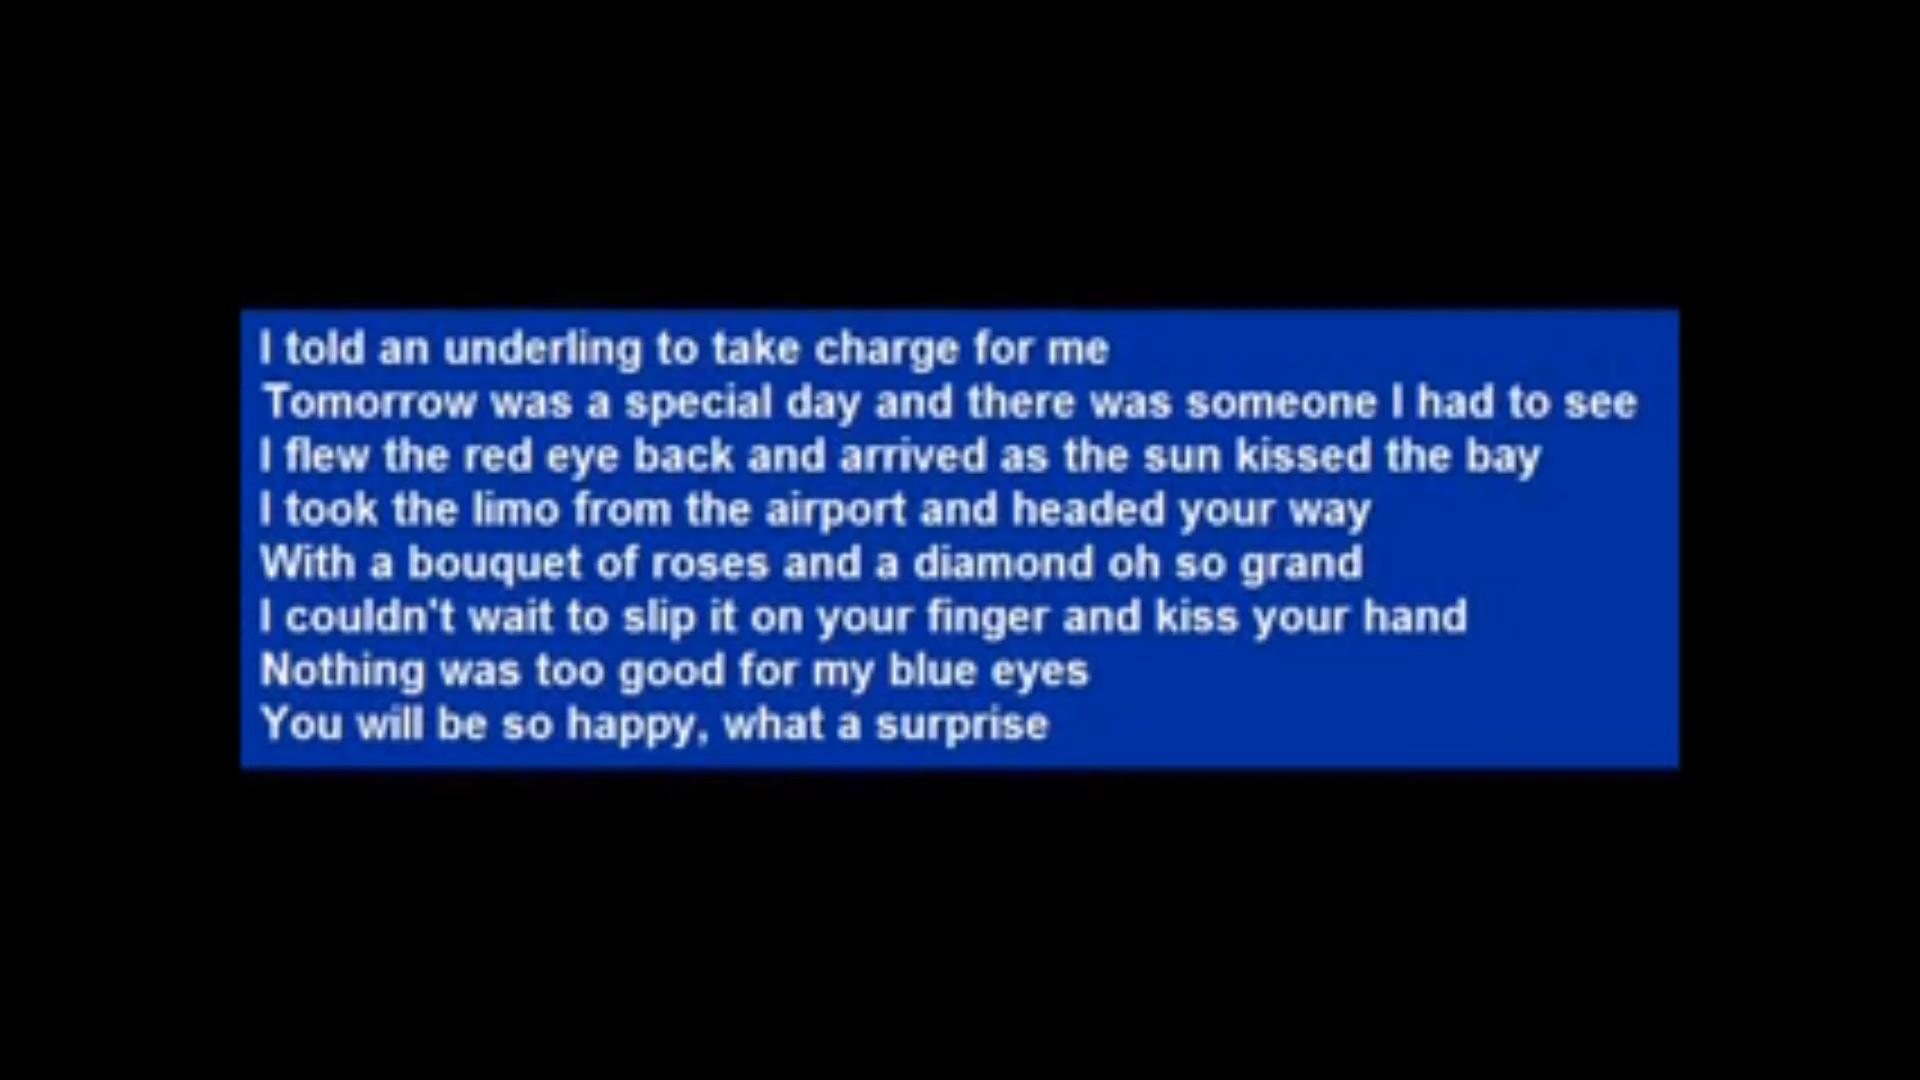 I told an underling to take charge for me
Tomorrow was a special day and there was someone I had to see
I flew the red eye back and arrived as the sun kissed the bay
I took the limo from the airport and headed your way
With a bouquet of roses and a diamond oh so grand
I couldn't wait to slip it on your finger and kiss your hand
Nothing was too good for my blue eyes
You will be so happy, what a surprise